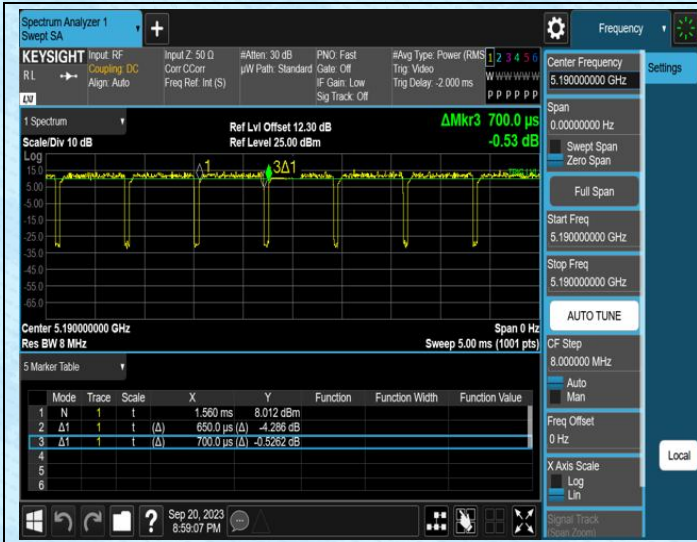 Spectrum Analyzer 1
Swept SA
Frequency
KEYSIGHT
RL
LXI
Input: RF
Coupling: DC
Align: Auto
Input Z: 50 Ω
Corr CCorr
Freq Ref: Int (S)
#Atten: 30 dB
µW Path: Standard
PNO: Fast
Gate: Off
IF Gain: Low
Sig Track: Off
#Avg Type: Power (RMS
Trig: Video
Trig Delay: -2.000 ms
1 2 3 4 5 6
W W W W W W
P P P P P P
1 Spectrum
Scale/Div 10 dB
Ref Lvl Offset 12.30 dB
Ref Level 25.00 dBm
ΔMkr3 700.0 µs
-0.53 dB
Log
15.0
5.00
-5.00
-15.0
-25.0
-35.0
-45.0
-55.0
-65.0
1
3Δ1
Center 5.190000000 GHz
Res BW 8 MHz
Span 0 Hz
Sweep 5.00 ms (1001 pts)
5 Marker Table
Mode Trace Scale X Y Function Function Width Function Value
1 N 1 t 1.560 ms 8.012 dBm
2 Δ1 1 t (Δ) 650.0 µs (Δ) -4.286 dB
3 Δ1 1 t (Δ) 700.0 µs (Δ) -0.5262 dB
4
5
6
?
Sep 20, 2023
8:59:07 PM
Center Frequency
5.190000000 GHz
Span
0.00000000 Hz
Swept Span
Zero Span
Full Span
Start Freq
5.190000000 GHz
Stop Freq
5.190000000 GHz
AUTO TUNE
CF Step
8.000000 MHz
Auto
Man
Freq Offset
0 Hz
X Axis Scale
Log
Lin
Signal Track
(Span Zoom)
Settings
Local